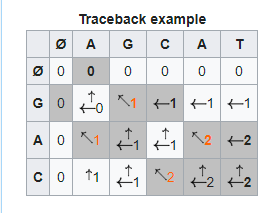 Traceback example
Ø A G C A T
Ø 0 0 0 0 0 0
G 0 ↑←0 ↖1 ←1 ←1 ←1
A 0 ↖1 ↑←1 ↑←1 ↖2 ←2
C 0 ↑1 ↑←1 ↖2 ↑←2 ↑←2